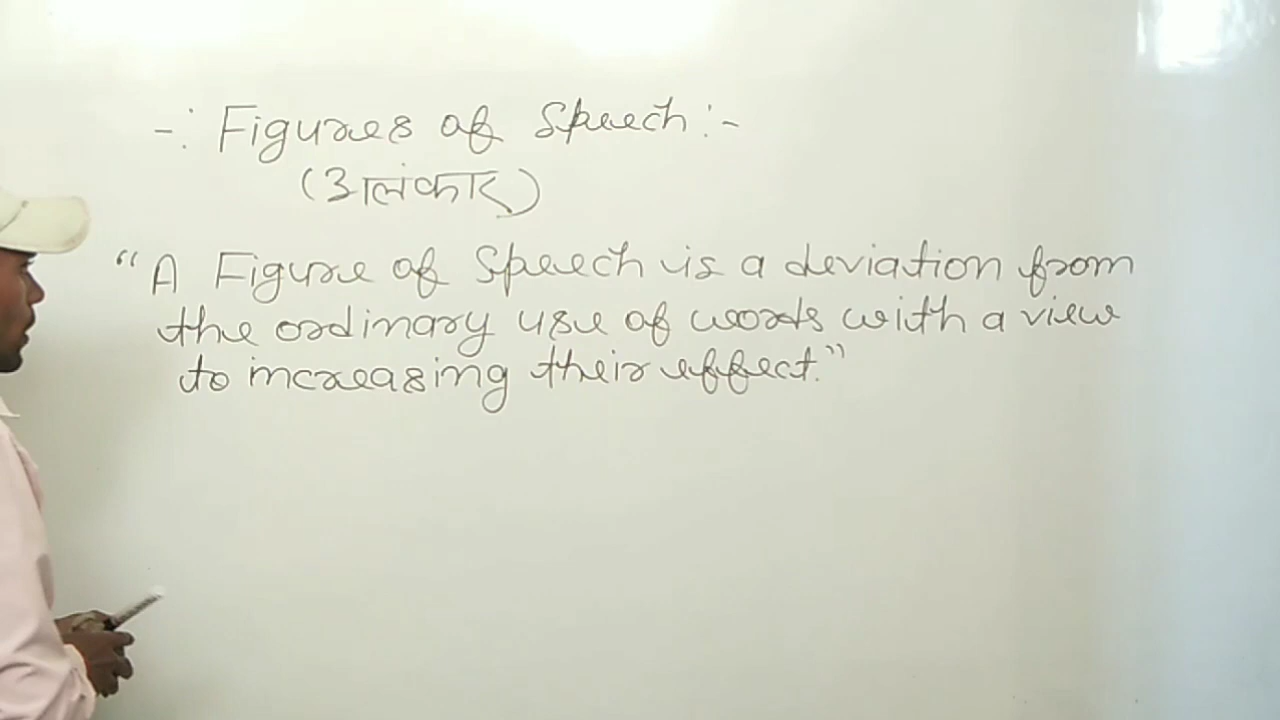 -: Figures of Speech :-
(अलंकार)
“A Figure of Speech is a deviation from
the ordinary use of words with a view
to increasing their effect.”